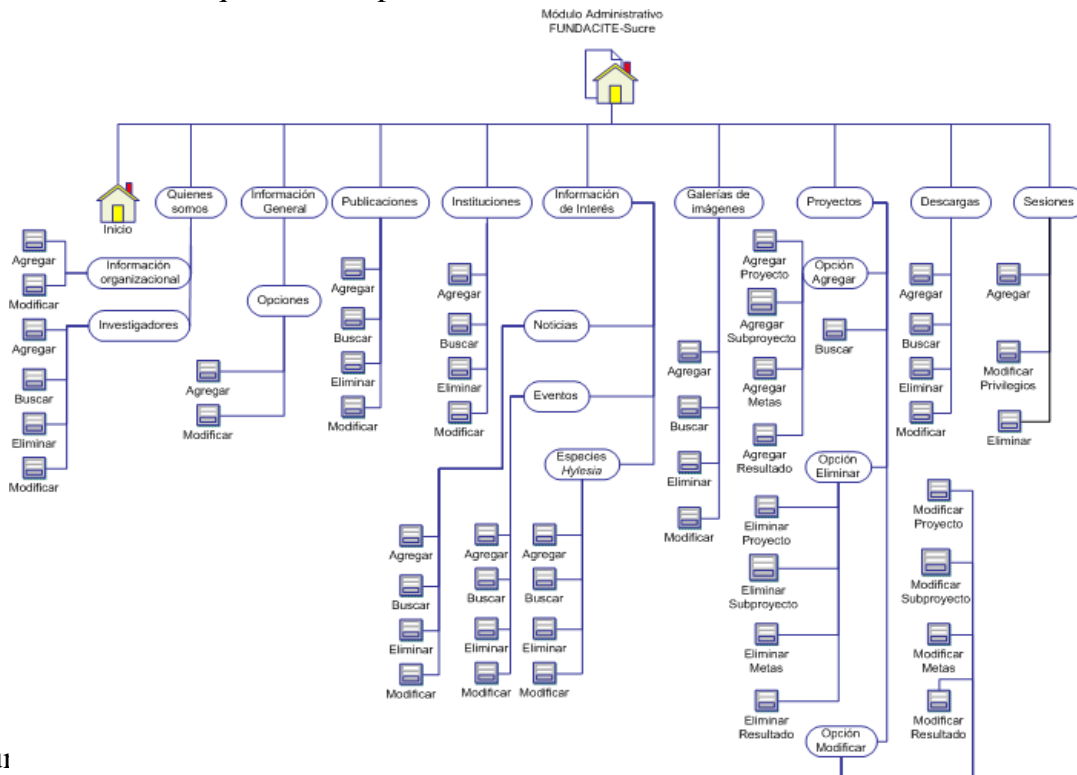 Módulo Administrativo
FUNDACITE-Sucre
Inicio
Quienes
somos
Información
General
Publicaciones
Instituciones
Información
de Interés
Galerías de
imágenes
Proyectos
Descargas
Sesiones
Información
organizacional
Agregar
Modificar
Investigadores
Agregar
Buscar
Eliminar
Modificar
Opciones
Agregar
Modificar
Agregar
Buscar
Eliminar
Modificar
Agregar
Buscar
Eliminar
Modificar
Noticias
Agregar
Buscar
Eliminar
Modificar
Eventos
Agregar
Buscar
Eliminar
Modificar
Especies
Hylesia
Agregar
Buscar
Eliminar
Modificar
Agregar
Buscar
Eliminar
Modificar
Opción
Agregar
Agregar
Proyecto
Agregar
Subproyecto
Agregar
Metas
Agregar
Resultado
Buscar
Opción
Eliminar
Eliminar
Proyecto
Eliminar
Subproyecto
Eliminar
Metas
Eliminar
Resultado
Opción
Modificar
Modificar
Proyecto
Modificar
Subproyecto
Modificar
Metas
Modificar
Resultado
Agregar
Buscar
Eliminar
Modificar
Agregar
Modificar
Privilegios
Eliminar